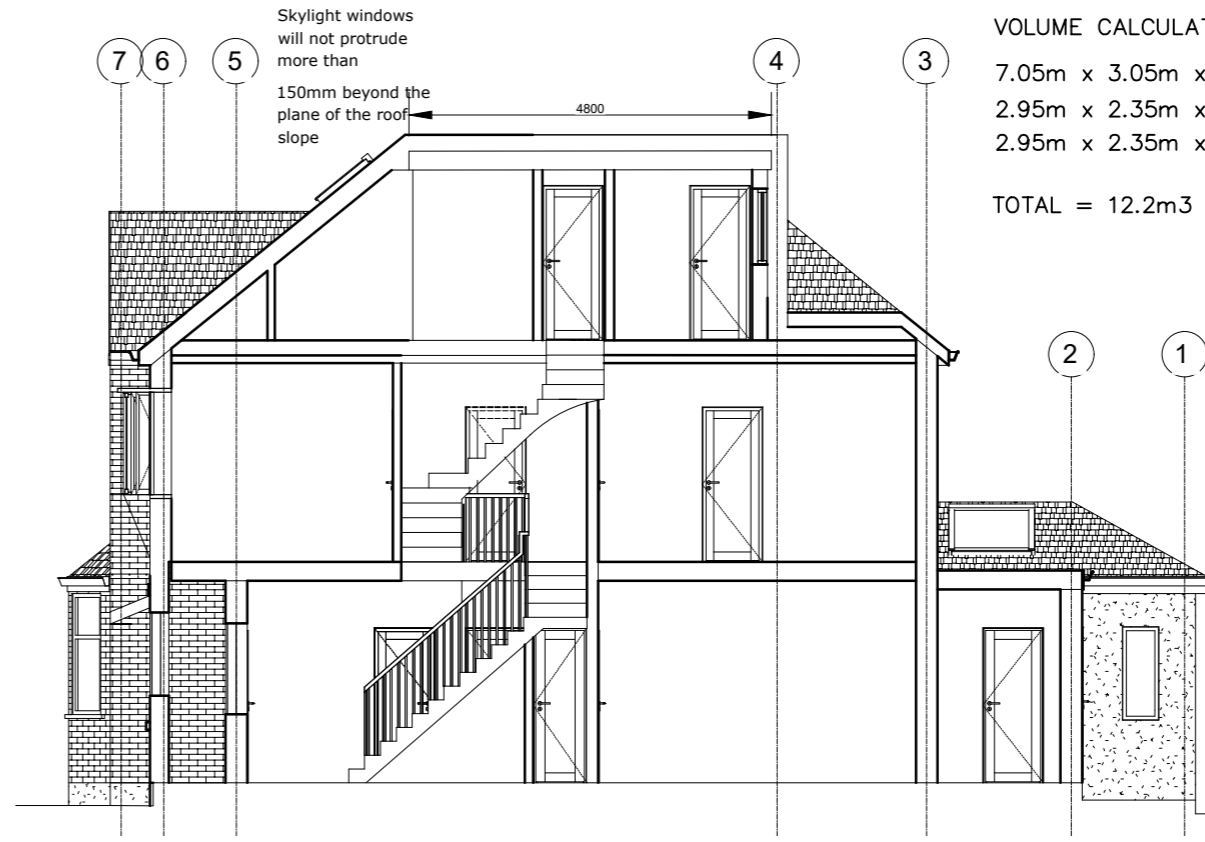 Skylight windows
will not protrude
more than
150mm beyond the
plane of the roof
slope
7 6 5 4 3
4800
VOLUME CALCULAT
7.05m x 3.05m x
2.95m x 2.35m x
2.95m x 2.35m x
TOTAL = 12.2m3
2 1